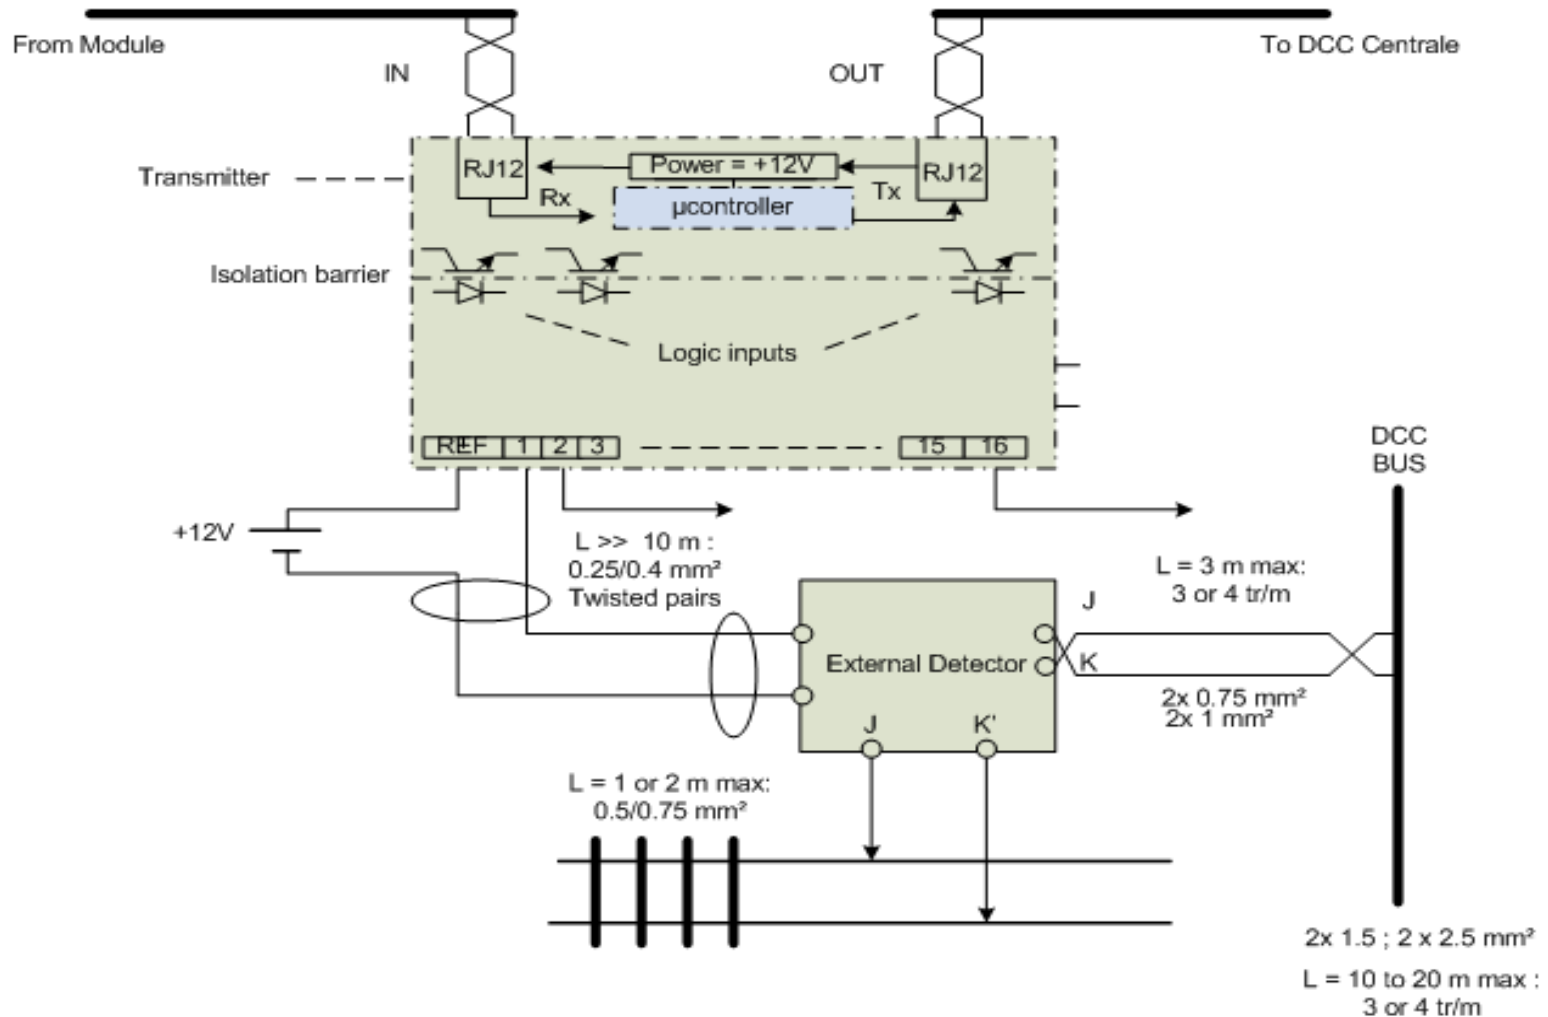 From Module
To DCC Centrale
IN
OUT
Transmitter
RJ12
Power = +12V
RJ12
Rx
µcontroller
Tx
Isolation barrier
Logic inputs
REF
+
1
2
3
15
16
DCC
BUS
+12V
L >> 10 m :
0.25/0.4 mm²
Twisted pairs
L = 3 m max:
3 or 4 tr/m
J
External Detector
K
2x 0.75 mm²
2x 1 mm²
J
K'
L = 1 or 2 m max:
0.5/0.75 mm²
2x 1.5 ; 2 x 2.5 mm²
L = 10 to 20 m max :
3 or 4 tr/m